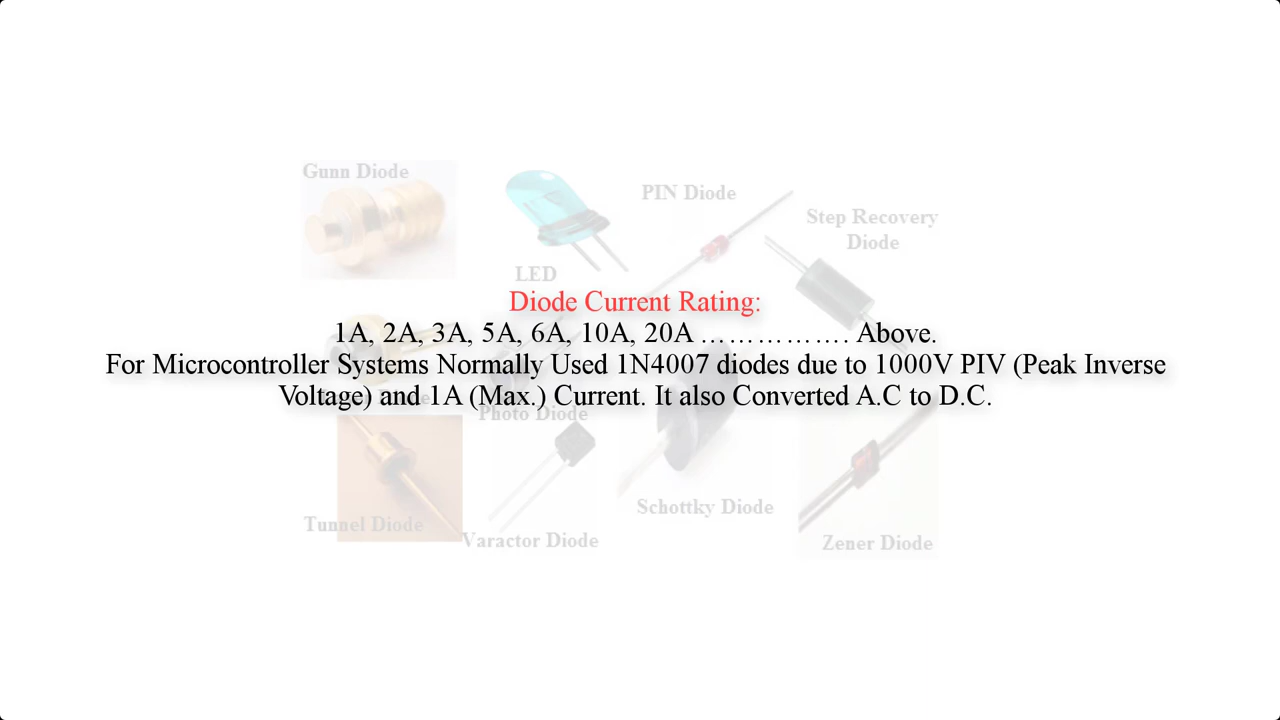 Gunn Diode
PIN Diode
Step Recovery
Diode
LED
Diode Current Rating:
1A, 2A, 3A, 5A, 6A, 10A, 20A ……………. Above.
For Microcontroller Systems Normally Used 1N4007 diodes due to 1000V PIV (Peak Inverse
Voltage) and 1A (Max.) Current. It also Converted A.C to D.C.
Photo Diode
Schottky Diode
Tunnel Diode
Varactor Diode
Zener Diode